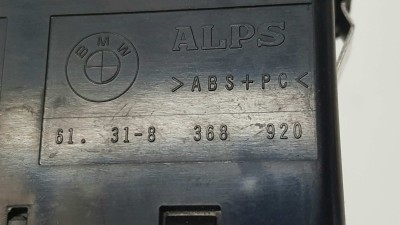 BMW
ALPS
>ABS+PC<
61. 31-8 368 920